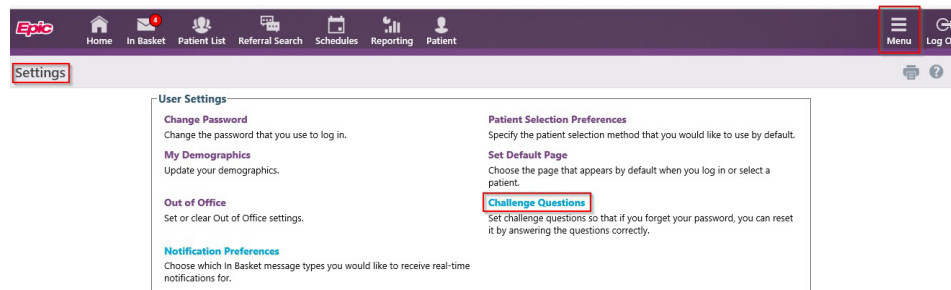 Epic
Home In Basket Patient List Referral Search Schedules Reporting Patient Menu Log O
4
Settings
User Settings
Change Password
Change the password that you use to log in.
My Demographics
Update your demographics.
Out of Office
Set or clear Out of Office settings.
Notification Preferences
Choose which In Basket message types you would like to receive real-time
notifications for.
Patient Selection Preferences
Specify the patient selection method that you would like to use by default.
Set Default Page
Choose the page that appears by default when you log in or select a
patient.
Challenge Questions
Set challenge questions so that if you forget your password, you can reset
it by answering the questions correctly.